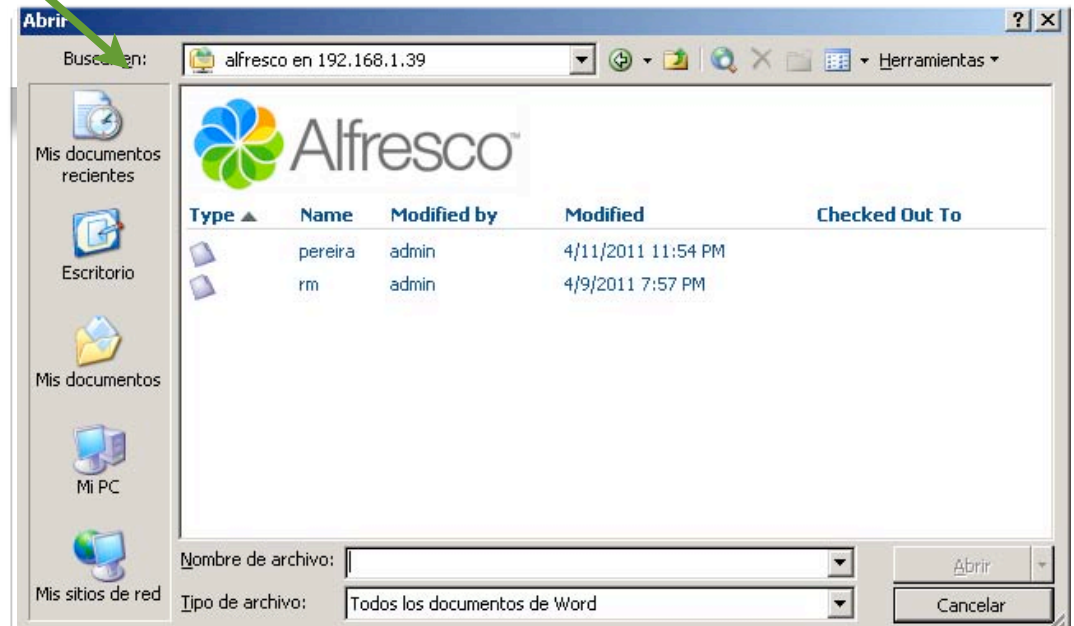 Abrir
alfresco en 192.168.1.39
Herramientas
Mis documentos
recientes
Escritorio
Mis documentos
Mi PC
Mis sitios de red
Alfresco™
Type Name Modified by Modified Checked Out To
pereira admin 4/11/2011 11:54 PM
rm admin 4/9/2011 7:57 PM
Nombre de archivo:
Abrir
Tipo de archivo: Todos los documentos de Word
Cancelar